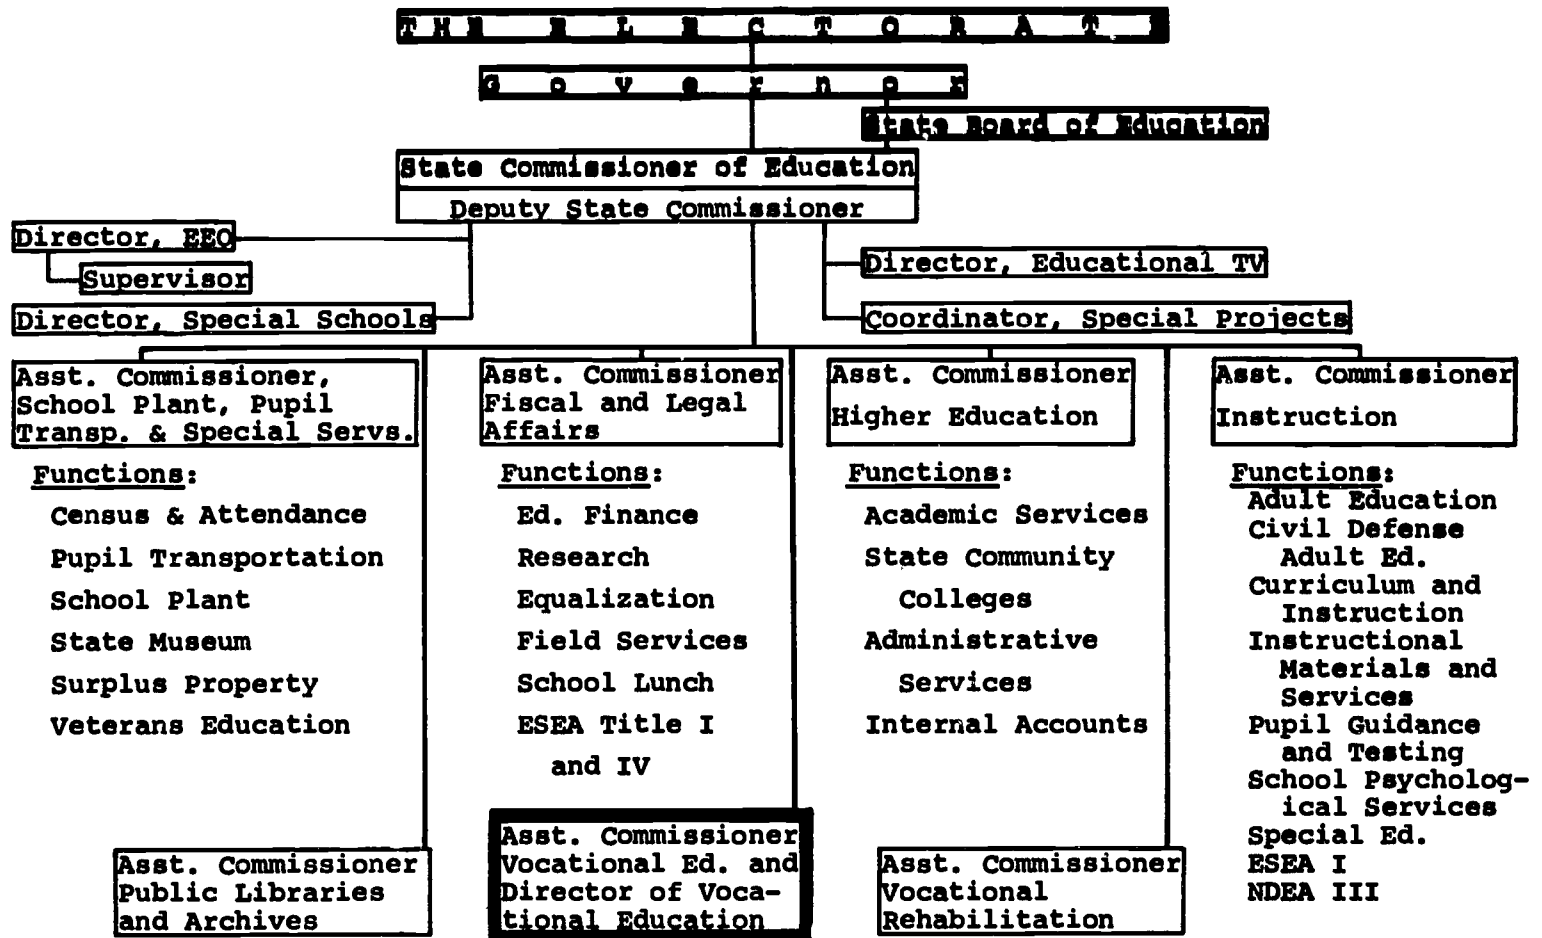 THE ELECTORATE
Governor
State Board of Education
State Commissioner of Education
Deputy State Commissioner
Director, EEO
Supervisor
Director, Educational TV
Director, Special Schools
Coordinator, Special Projects
Asst. Commissioner,
School Plant, Pupil
Transp. & Special Servs.
Functions:
Census & Attendance
Pupil Transportation
School Plant
State Museum
Surplus Property
Veterans Education
Asst. Commissioner
Fiscal and Legal
Affairs
Functions:
Ed. Finance
Research
Equalization
Field Services
School Lunch
ESEA Title I
and IV
Asst. Commissioner
Higher Education
Functions:
Academic Services
State Community
Colleges
Administrative
Services
Internal Accounts
Asst. Commissioner
Instruction
Functions:
Adult Education
Civil Defense
Adult Ed.
Curriculum and
Instruction
Instructional
Materials and
Services
Pupil Guidance
and Testing
School Psycholog-
ical Services
Special Ed.
ESEA I
NDEA III
Asst. Commissioner
Public Libraries
and Archives
Asst. Commissioner
Vocational Ed. and
Director of Voca-
tional Education
Asst. Commissioner
Vocational
Rehabilitation